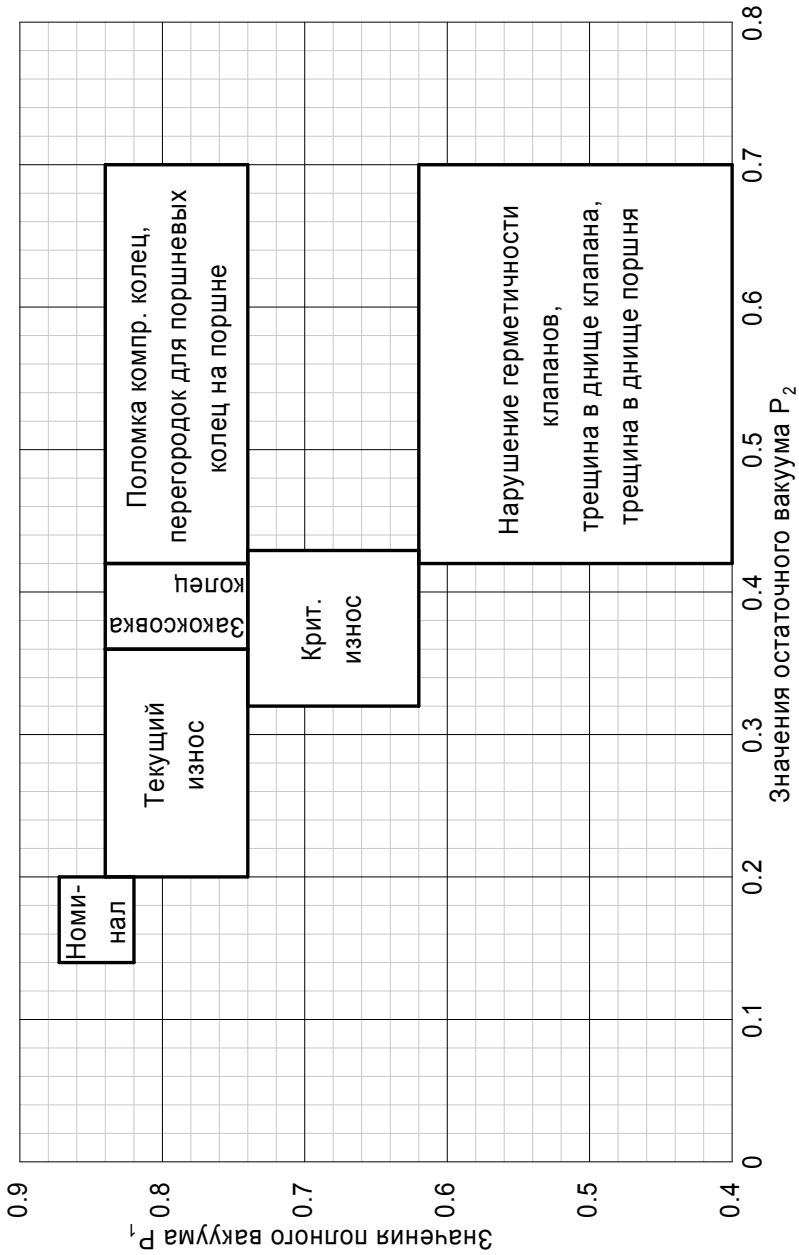 Значения полного вакуума P₁
0.9
0.8
0.7
0.6
0.5
0.4
Номи-
нал
Текущий
износ
Закоксовка
колец
Поломка компр. колец,
перегородок для поршневых
колец на поршне
Крит.
износ
Нарушение герметичности
клапанов,
трещина в днище клапана,
трещина в днище поршня
0
0.1
0.2
0.3
0.4
0.5
0.6
0.7
0.8
Значения остаточного вакуума P₂